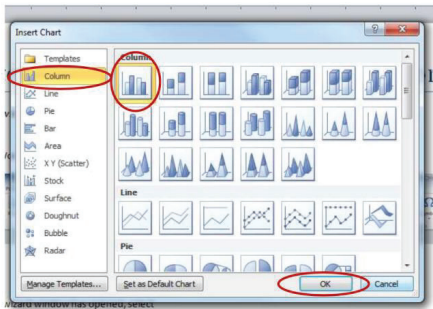 Insert Chart
Templates
Column
Line
Pie
Bar
Area
X Y (Scatter)
Stock
Surface
Doughnut
Bubble
Radar
Column
Line
Pie
Manage Templates...
Set as Default Chart
OK
Cancel
wizard window has opened, select